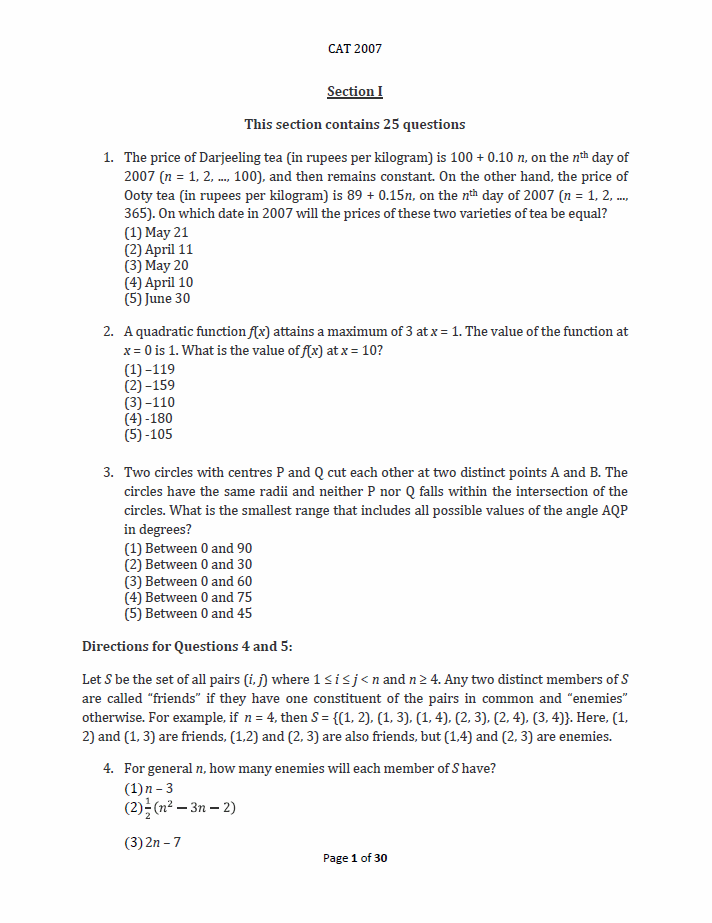 CAT 2007
Section I
This section contains 25 questions
1. The price of Darjeeling tea (in rupees per kilogram) is 100 + 0.10 n, on the nth day of
2007 (n = 1, 2, ..., 100), and then remains constant. On the other hand, the price of
Ooty tea (in rupees per kilogram) is 89 + 0.15n, on the nth day of 2007 (n = 1, 2, ...,
365). On which date in 2007 will the prices of these two varieties of tea be equal?
(1) May 21
(2) April 11
(3) May 20
(4) April 10
(5) June 30
2. A quadratic function f(x) attains a maximum of 3 at x = 1. The value of the function at
x = 0 is 1. What is the value of f(x) at x = 10?
(1) –119
(2) –159
(3) –110
(4) -180
(5) -105
3. Two circles with centres P and Q cut each other at two distinct points A and B. The
circles have the same radii and neither P nor Q falls within the intersection of the
circles. What is the smallest range that includes all possible values of the angle AQP
in degrees?
(1) Between 0 and 90
(2) Between 0 and 30
(3) Between 0 and 60
(4) Between 0 and 75
(5) Between 0 and 45
Directions for Questions 4 and 5:
Let S be the set of all pairs (i, j) where 1 ≤ i ≤ j < n and n ≥ 4. Any two distinct members of S
are called “friends” if they have one constituent of the pairs in common and “enemies”
otherwise. For example, if n = 4, then S = {(1, 2), (1, 3), (1, 4), (2, 3), (2, 4), (3, 4)}. Here, (1,
2) and (1, 3) are friends, (1,2) and (2, 3) are also friends, but (1,4) and (2, 3) are enemies.
4. For general n, how many enemies will each member of S have?
(1) n – 3
(2) ½(n² − 3n − 2)
(3) 2n – 7
Page 1 of 30